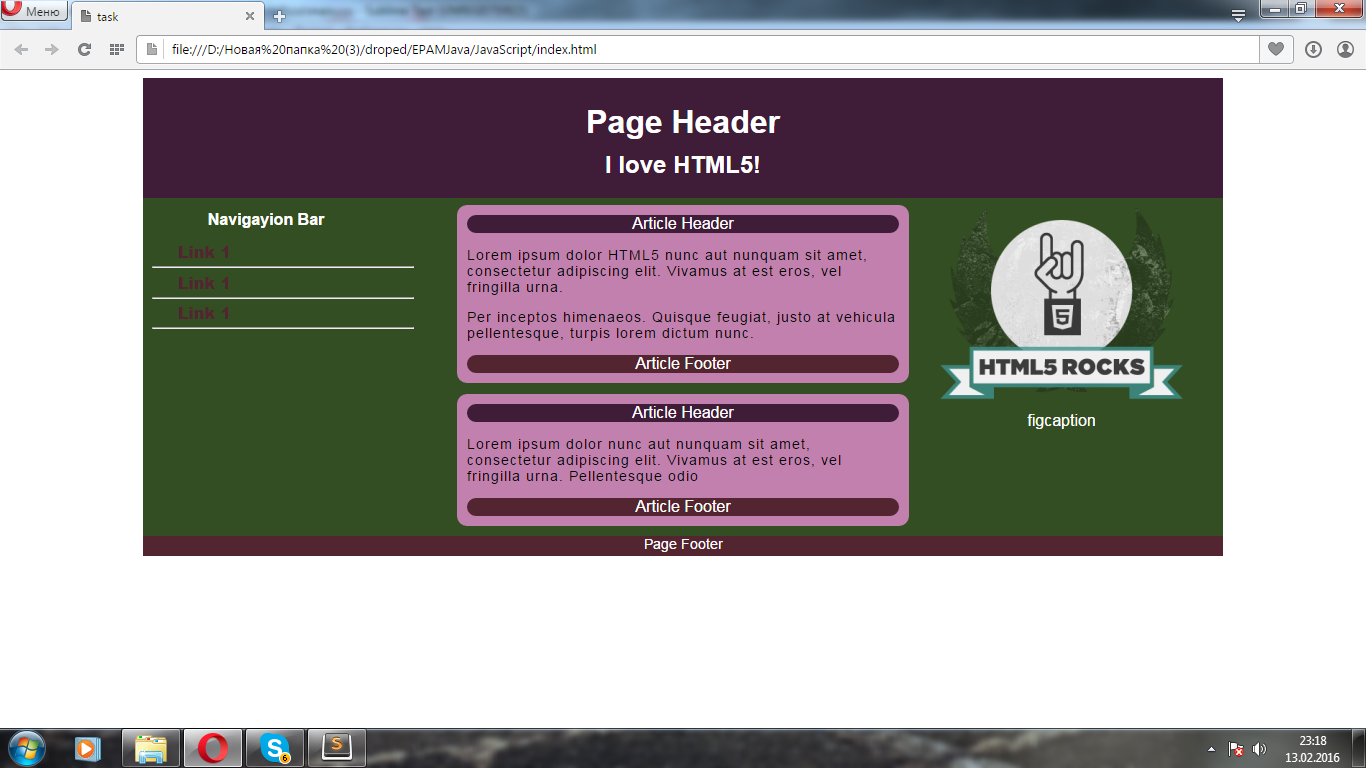 Меню
task
file:///D:/Новая%20папка%20(3)/droped/EPAMJava/JavaScript/index.html
Page Header
I love HTML5!
Navigayion Bar
Link 1
Link 1
Link 1
Article Header
Lorem ipsum dolor HTML5 nunc aut nunquam sit amet,
consectetur adipiscing elit. Vivamus at est eros, vel
fringilla urna.
Per inceptos himenaeos. Quisque feugiat, justo at vehicula
pellentesque, turpis lorem dictum nunc.
Article Footer
Article Header
Lorem ipsum dolor nunc aut nunquam sit amet,
consectetur adipiscing elit. Vivamus at est eros, vel
fringilla urna. Pellentesque odio
Article Footer
5
HTML5 ROCKS
figcaption
Page Footer
6
23:18
13.02.2016